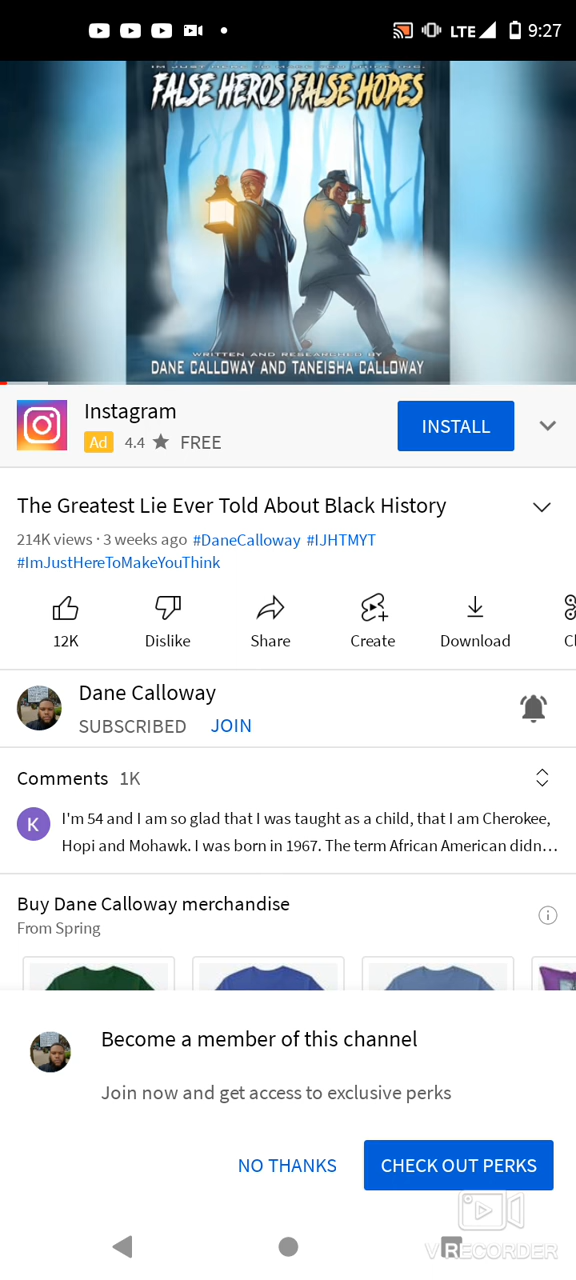 LTE 9:27
FALSE HEROS FALSE HOPES
WRITTEN AND RESEARCHED BY
DANE CALLOWAY AND TANEISHA CALLOWAY
Instagram
Ad 4.4 ★ FREE
INSTALL
The Greatest Lie Ever Told About Black History
214K views · 3 weeks ago #DaneCalloway #IJHTMYT
#ImJustHereToMakeYouThink
12K Dislike Share Create Download Cl
Dane Calloway
SUBSCRIBED JOIN
Comments 1K
K
I'm 54 and I am so glad that I was taught as a child, that I am Cherokee,
Hopi and Mohawk. I was born in 1967. The term African American didn...
Buy Dane Calloway merchandise
From Spring
Become a member of this channel
Join now and get access to exclusive perks
NO THANKS CHECK OUT PERKS
VRECORDER